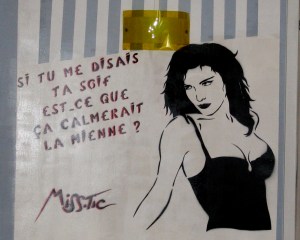 SI TU ME DISAIS
TA SOIF
EST-CE QUE
ÇA CALMERAIT
LA MIENNE ?
MISS.TIC